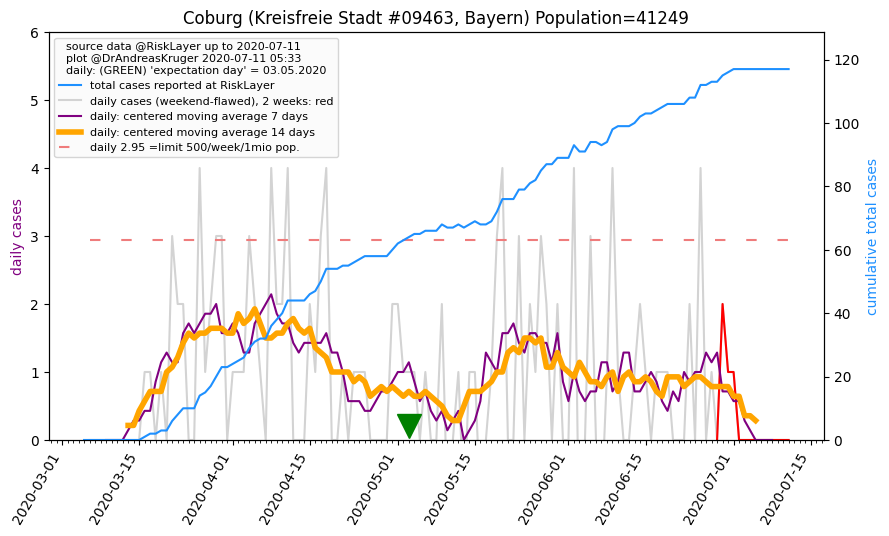 Coburg (Kreisfreie Stadt #09463, Bayern) Population=41249
source data @RiskLayer up to 2020-07-11
plot @DrAndreasKruger 2020-07-11 05:33
daily: (GREEN) 'expectation day' = 03.05.2020
total cases reported at RiskLayer
daily cases (weekend-flawed), 2 weeks: red
daily: centered moving average 7 days
daily: centered moving average 14 days
daily 2.95 =limit 500/week/1mio pop.
daily cases
6
5
4
3
2
1
0
cumulative total cases
120
100
80
60
40
20
0
2020-03-01
2020-03-15
2020-04-01
2020-04-15
2020-05-01
2020-05-15
2020-06-01
2020-06-15
2020-07-01
2020-07-15